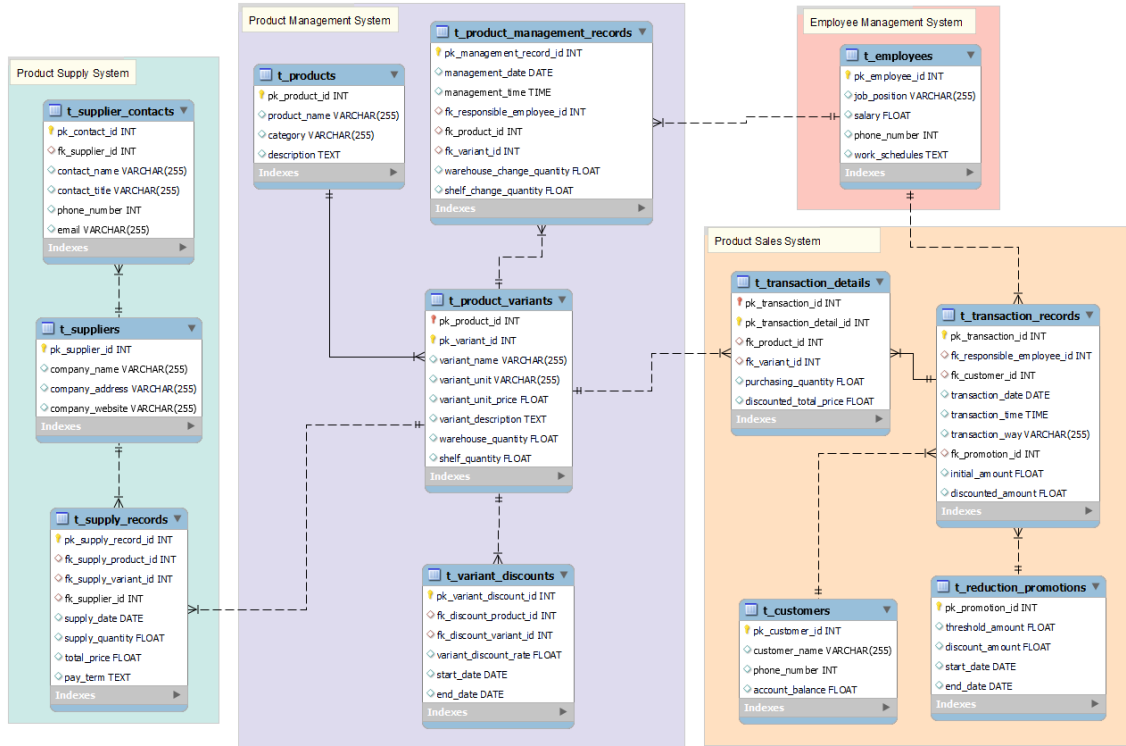 Product Supply System
t_supplier_contacts
pk_contact_id INT
fk_supplier_id INT
contact_name VARCHAR(255)
contact_title VARCHAR(255)
phone_number INT
email VARCHAR(255)
Indexes
t_suppliers
pk_supplier_id INT
company_name VARCHAR(255)
company_address VARCHAR(255)
company_website VARCHAR(255)
Indexes
t_supply_records
pk_supply_record_id INT
fk_supply_product_id INT
fk_supply_variant_id INT
fk_supplier_id INT
supply_date DATE
supply_quantity FLOAT
total_price FLOAT
pay_term TEXT
Indexes
Product Management System
t_products
pk_product_id INT
product_name VARCHAR(255)
category VARCHAR(255)
description TEXT
Indexes
t_product_management_records
pk_management_record_id INT
management_date DATE
management_time TIME
fk_responsible_employee_id INT
fk_product_id INT
fk_variant_id INT
warehouse_change_quantity FLOAT
shelf_change_quantity FLOAT
Indexes
t_product_variants
pk_product_id INT
pk_variant_id INT
variant_name VARCHAR(255)
variant_unit VARCHAR(255)
variant_unit_price FLOAT
variant_description TEXT
warehouse_quantity FLOAT
shelf_quantity FLOAT
Indexes
t_variant_discounts
pk_variant_discount_id INT
fk_discount_product_id INT
fk_discount_variant_id INT
variant_discount_rate FLOAT
start_date DATE
end_date DATE
Indexes
Employee Management System
t_employees
pk_employee_id INT
job_position VARCHAR(255)
salary FLOAT
phone_number INT
work_schedules TEXT
Indexes
Product Sales System
t_transaction_details
pk_transaction_id INT
pk_transaction_detail_id INT
fk_product_id INT
fk_variant_id INT
purchasing_quantity FLOAT
discounted_total_price FLOAT
Indexes
t_transaction_records
pk_transaction_id INT
fk_responsible_employee_id INT
fk_customer_id INT
transaction_date DATE
transaction_time TIME
transaction_way VARCHAR(255)
fk_promotion_id INT
initial_amount FLOAT
discounted_amount FLOAT
Indexes
t_customers
pk_customer_id INT
customer_name VARCHAR(255)
phone_number INT
account_balance FLOAT
Indexes
t_reduction_promotions
pk_promotion_id INT
threshold_amount FLOAT
discount_amount FLOAT
start_date DATE
end_date DATE
Indexes